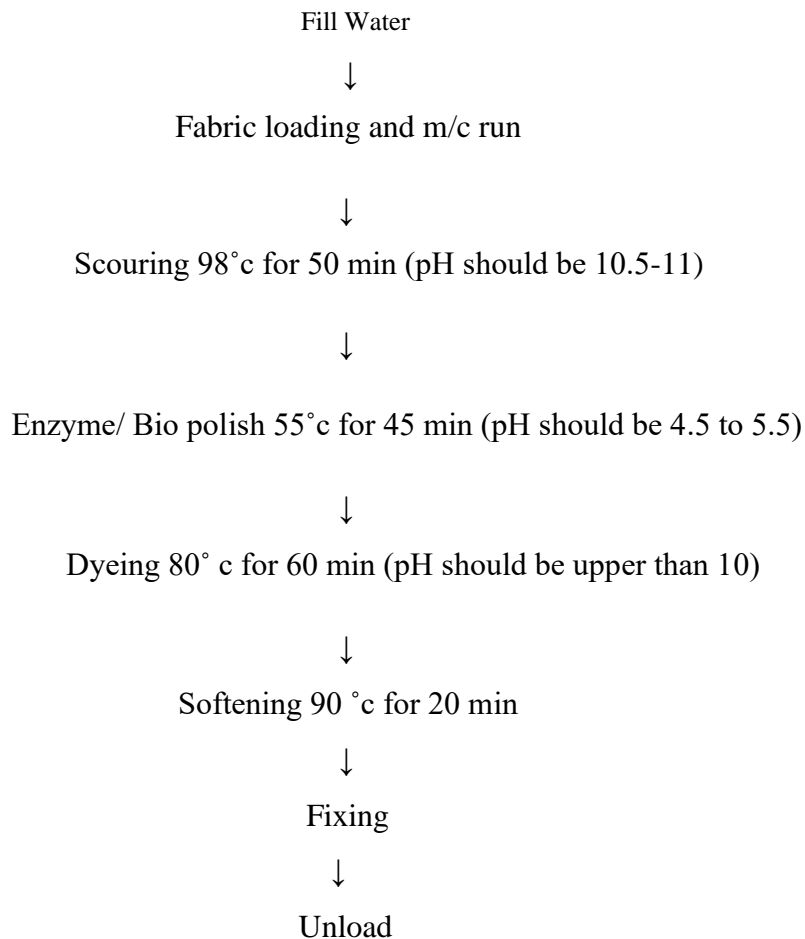 Fill Water
↓
Fabric loading and m/c run
↓
Scouring 98˚c for 50 min (pH should be 10.5-11)
↓
Enzyme/ Bio polish 55˚c for 45 min (pH should be 4.5 to 5.5)
↓
Dyeing 80˚ c for 60 min (pH should be upper than 10)
↓
Softening 90 ˚c for 20 min
↓
Fixing
↓
Unload